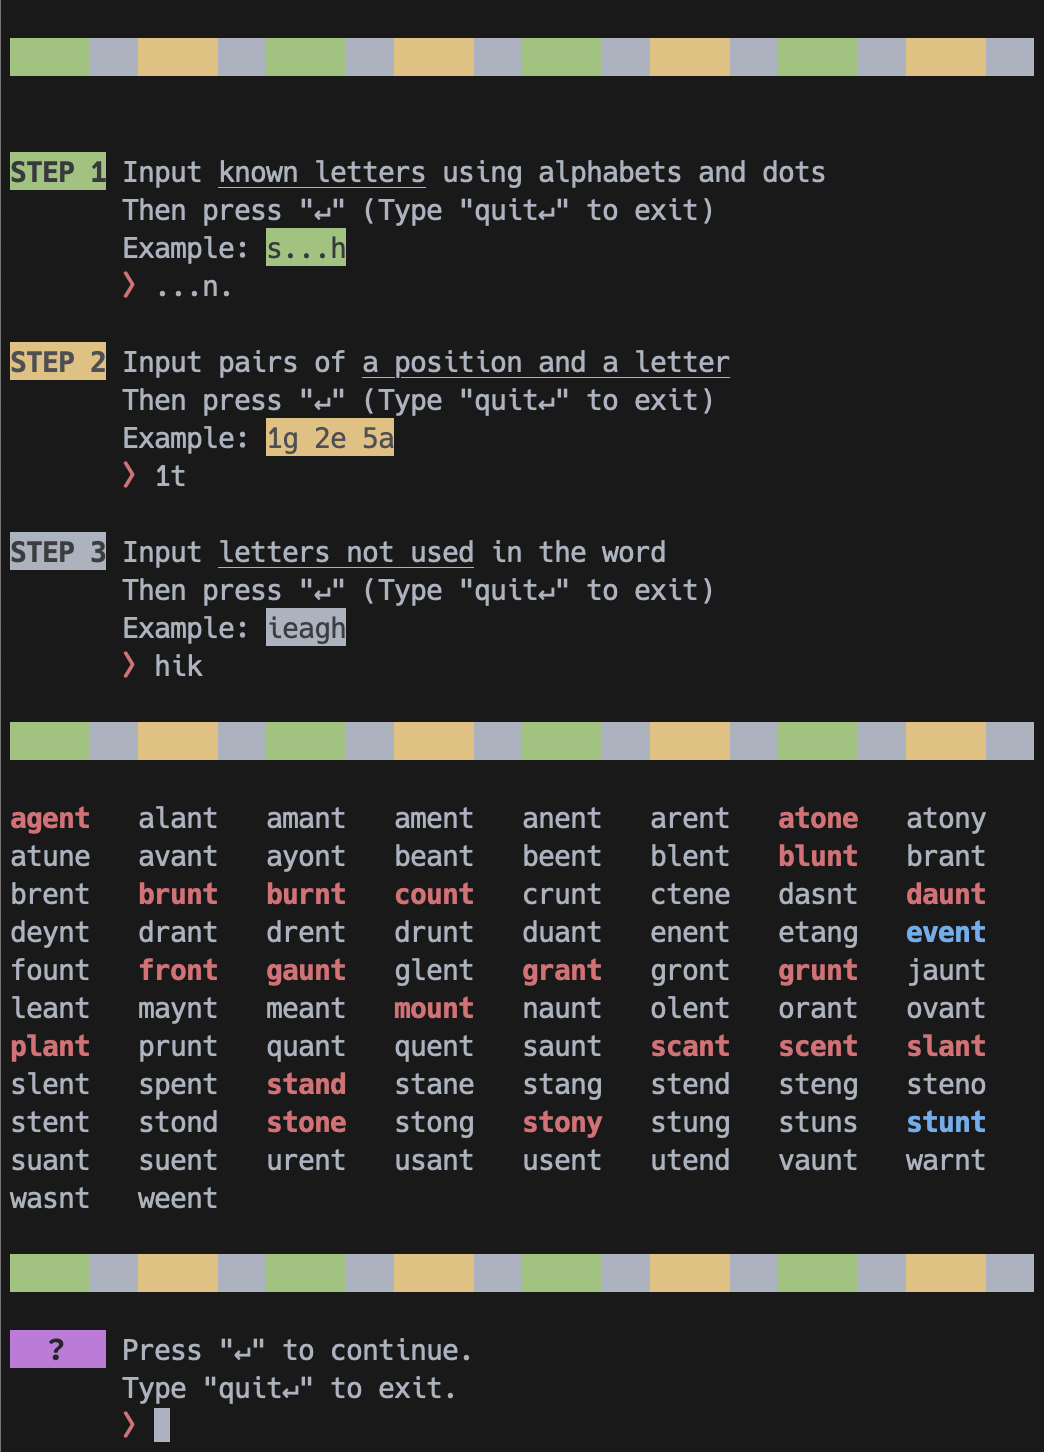 STEP 1 Input known letters using alphabets and dots
Then press "↵" (Type "quit↵" to exit)
Example: s...h
❯ ...n.
STEP 2 Input pairs of a position and a letter
Then press "↵" (Type "quit↵" to exit)
Example: 1g 2e 5a
❯ 1t
STEP 3 Input letters not used in the word
Then press "↵" (Type "quit↵" to exit)
Example: ieagh
❯ hik
agent alant amant ament anent arent atone atony
atune avant ayont beant beent blent blunt brant
brent brunt burnt count crunt ctene dasnt daunt
deynt drant drent drunt duant enent etang event
fount front gaunt glent grant gront grunt jaunt
leant maynt meant mount naunt olent orant ovant
plant prunt quant quent saunt scant scent slant
slent spent stand stane stang stend steng steno
stent stond stone stong stony stung stuns stunt
suant suent urent usant usent utend vaunt warnt
wasnt weent
? Press "↵" to continue.
Type "quit↵" to exit.
❯